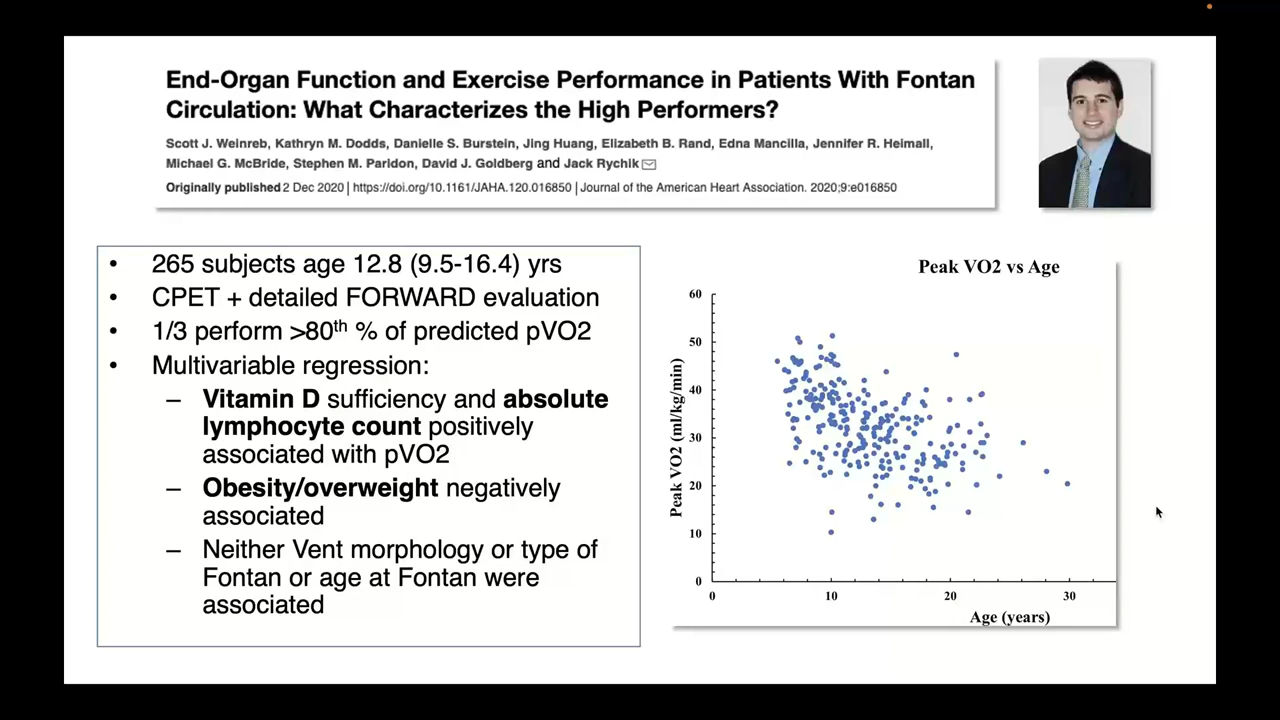 End-Organ Function and Exercise Performance in Patients With Fontan
Circulation: What Characterizes the High Performers?
Scott J. Weinreb, Kathryn M. Dodds, Danielle S. Burstein, Jing Huang, Elizabeth B. Rand, Edna Mancilla, Jennifer R. Heimall,
Michael G. McBride, Stephen M. Paridon, David J. Goldberg and Jack Rychik
Originally published 2 Dec 2020 | https://doi.org/10.1161/JAHA.120.016850 | Journal of the American Heart Association. 2020;9:e016850
• 265 subjects age 12.8 (9.5-16.4) yrs
• CPET + detailed FORWARD evaluation
• 1/3 perform >80th % of predicted pVO2
• Multivariable regression:
– Vitamin D sufficiency and absolute
lymphocyte count positively
associated with pVO2
– Obesity/overweight negatively
associated
– Neither Vent morphology or type of
Fontan or age at Fontan were
associated
Peak VO2 vs Age
Peak VO2 (ml/kg/min)
60
50
40
30
20
10
0
0 10 20 30
Age (years)